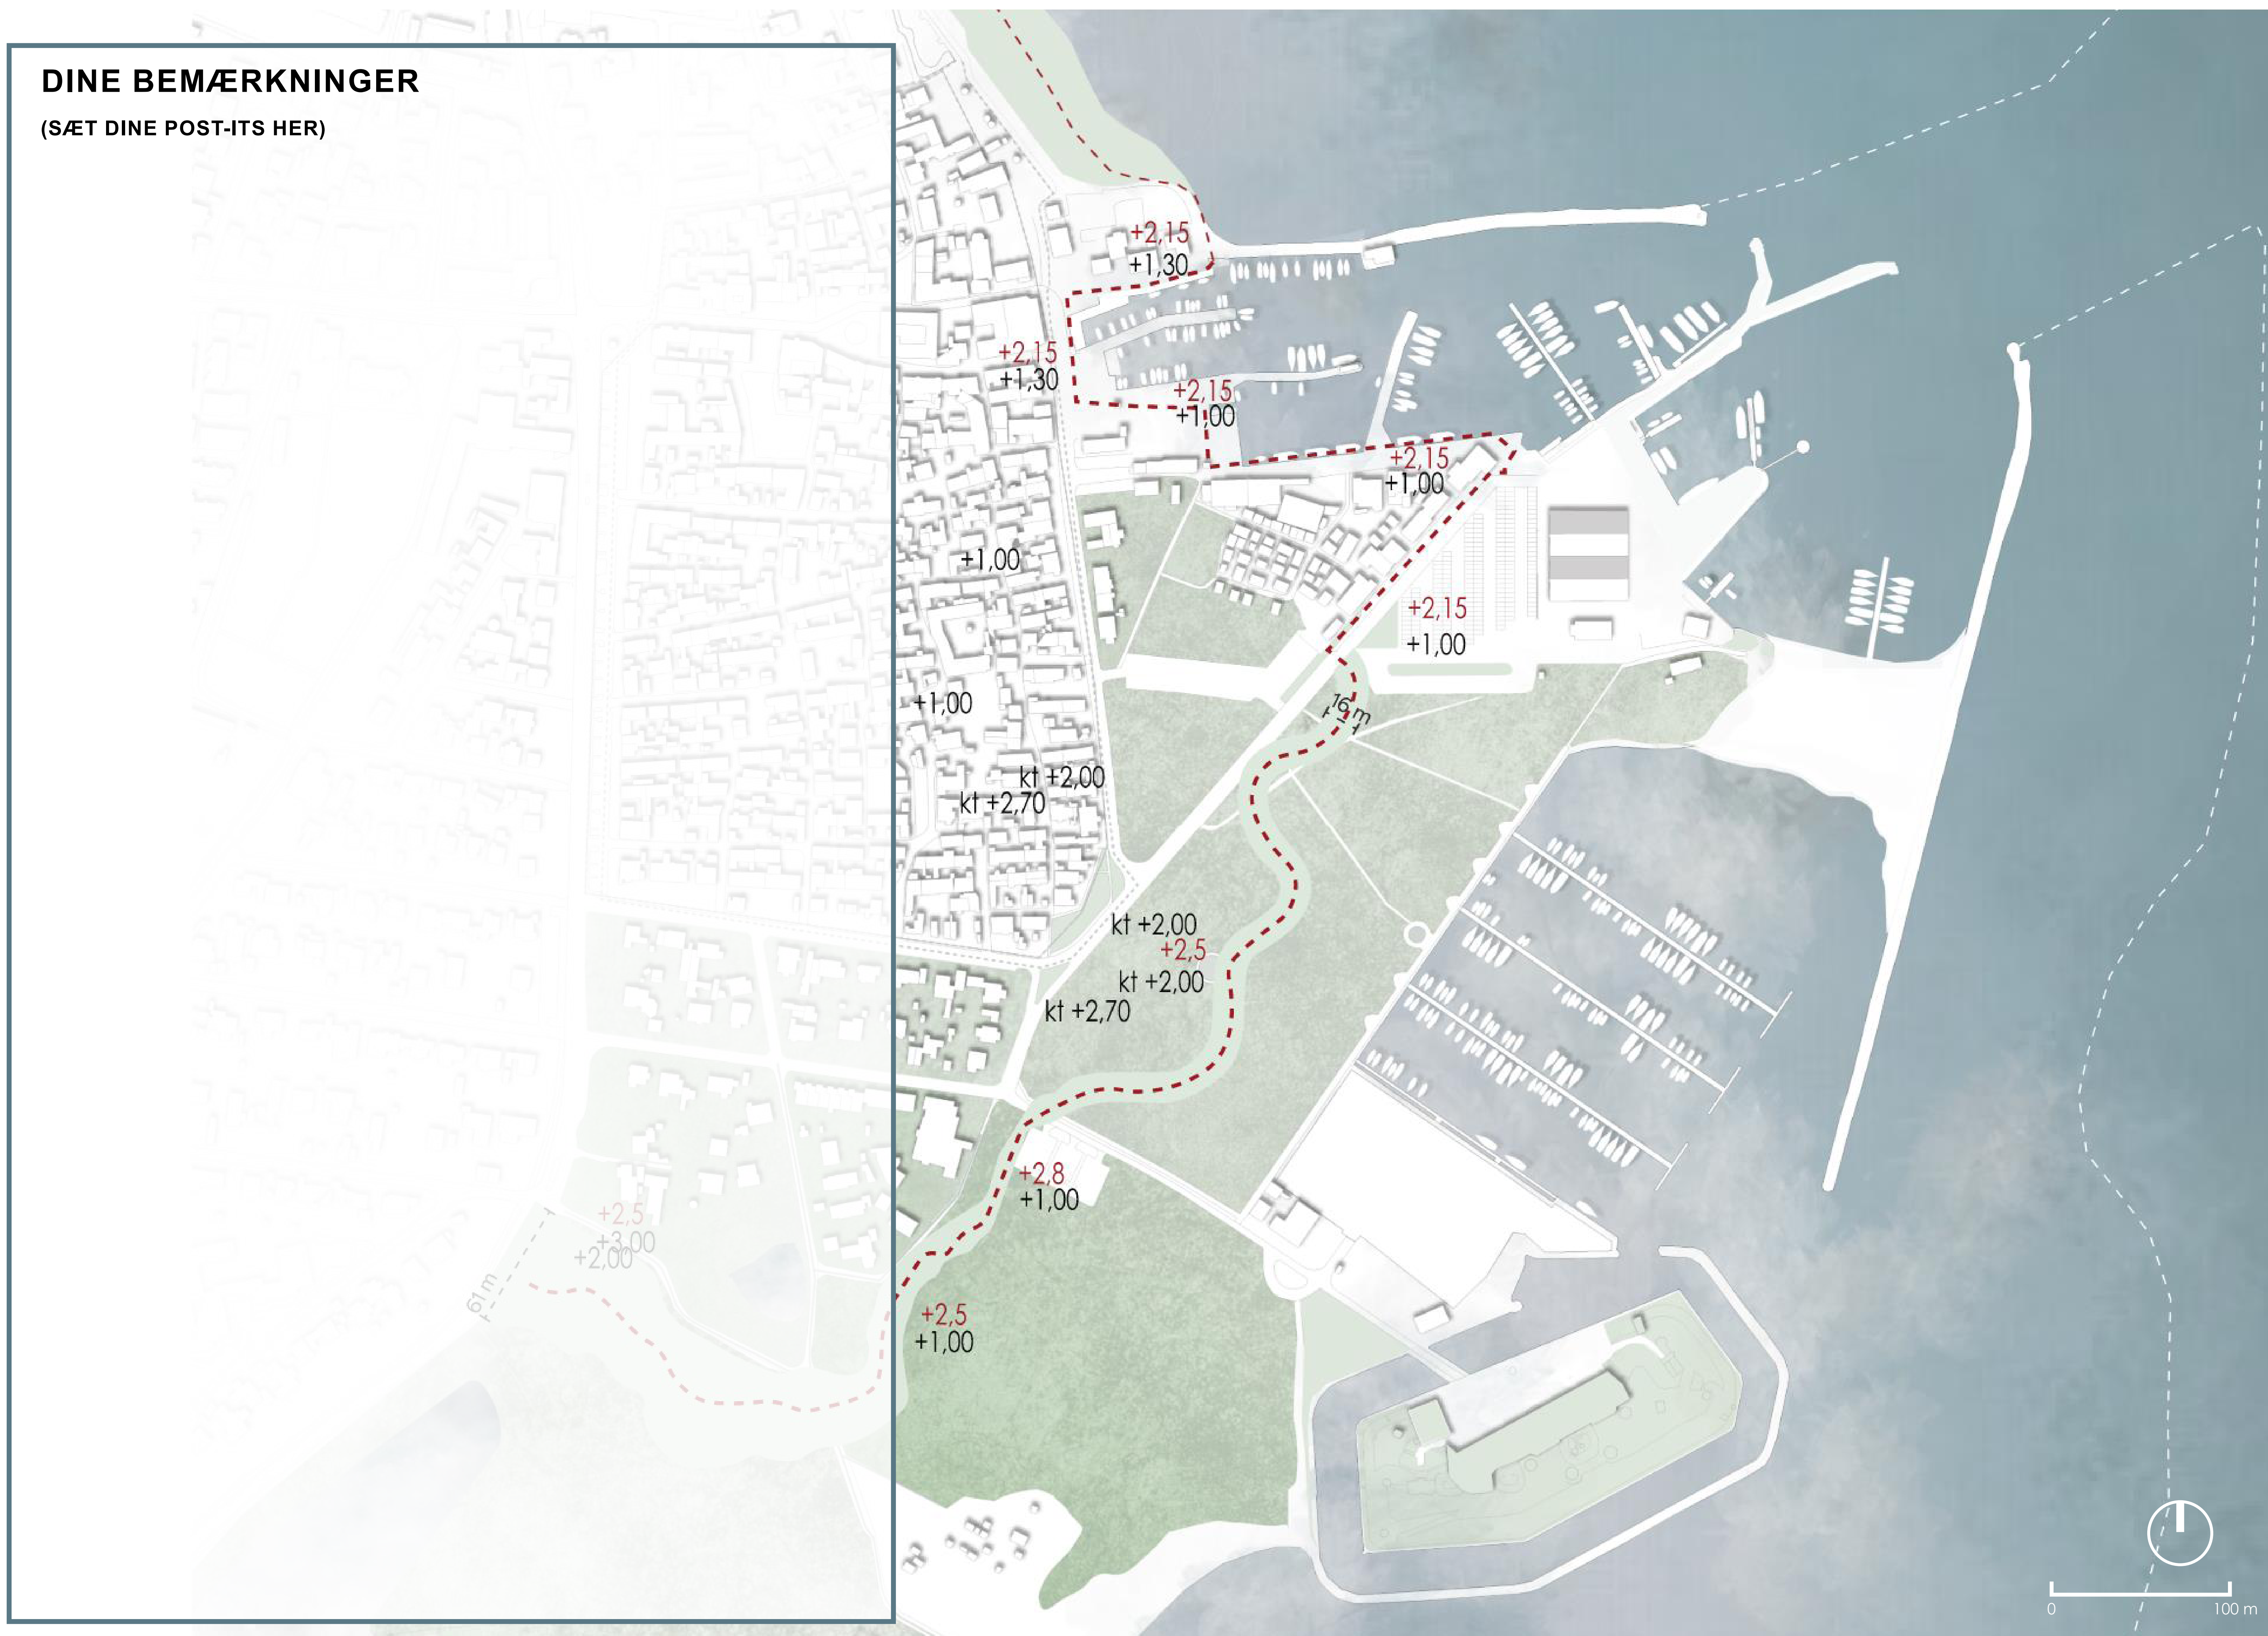 DINE BEMÆRKNINGER
(SÆT DINE POST-ITS HER)
+2,15
+1,30
+2,15
+1,30
+2,15
+1,00
+2,15
+1,00
+1,00
+2,15
+1,00
+1,00
16 m
kt +2,00
kt +2,70
kt +2,00
+2,5
kt +2,00
kt +2,70
+2,8
+1,00
+2,5
+3,00
+2,00
61 m
+2,5
+1,00
0
100 m